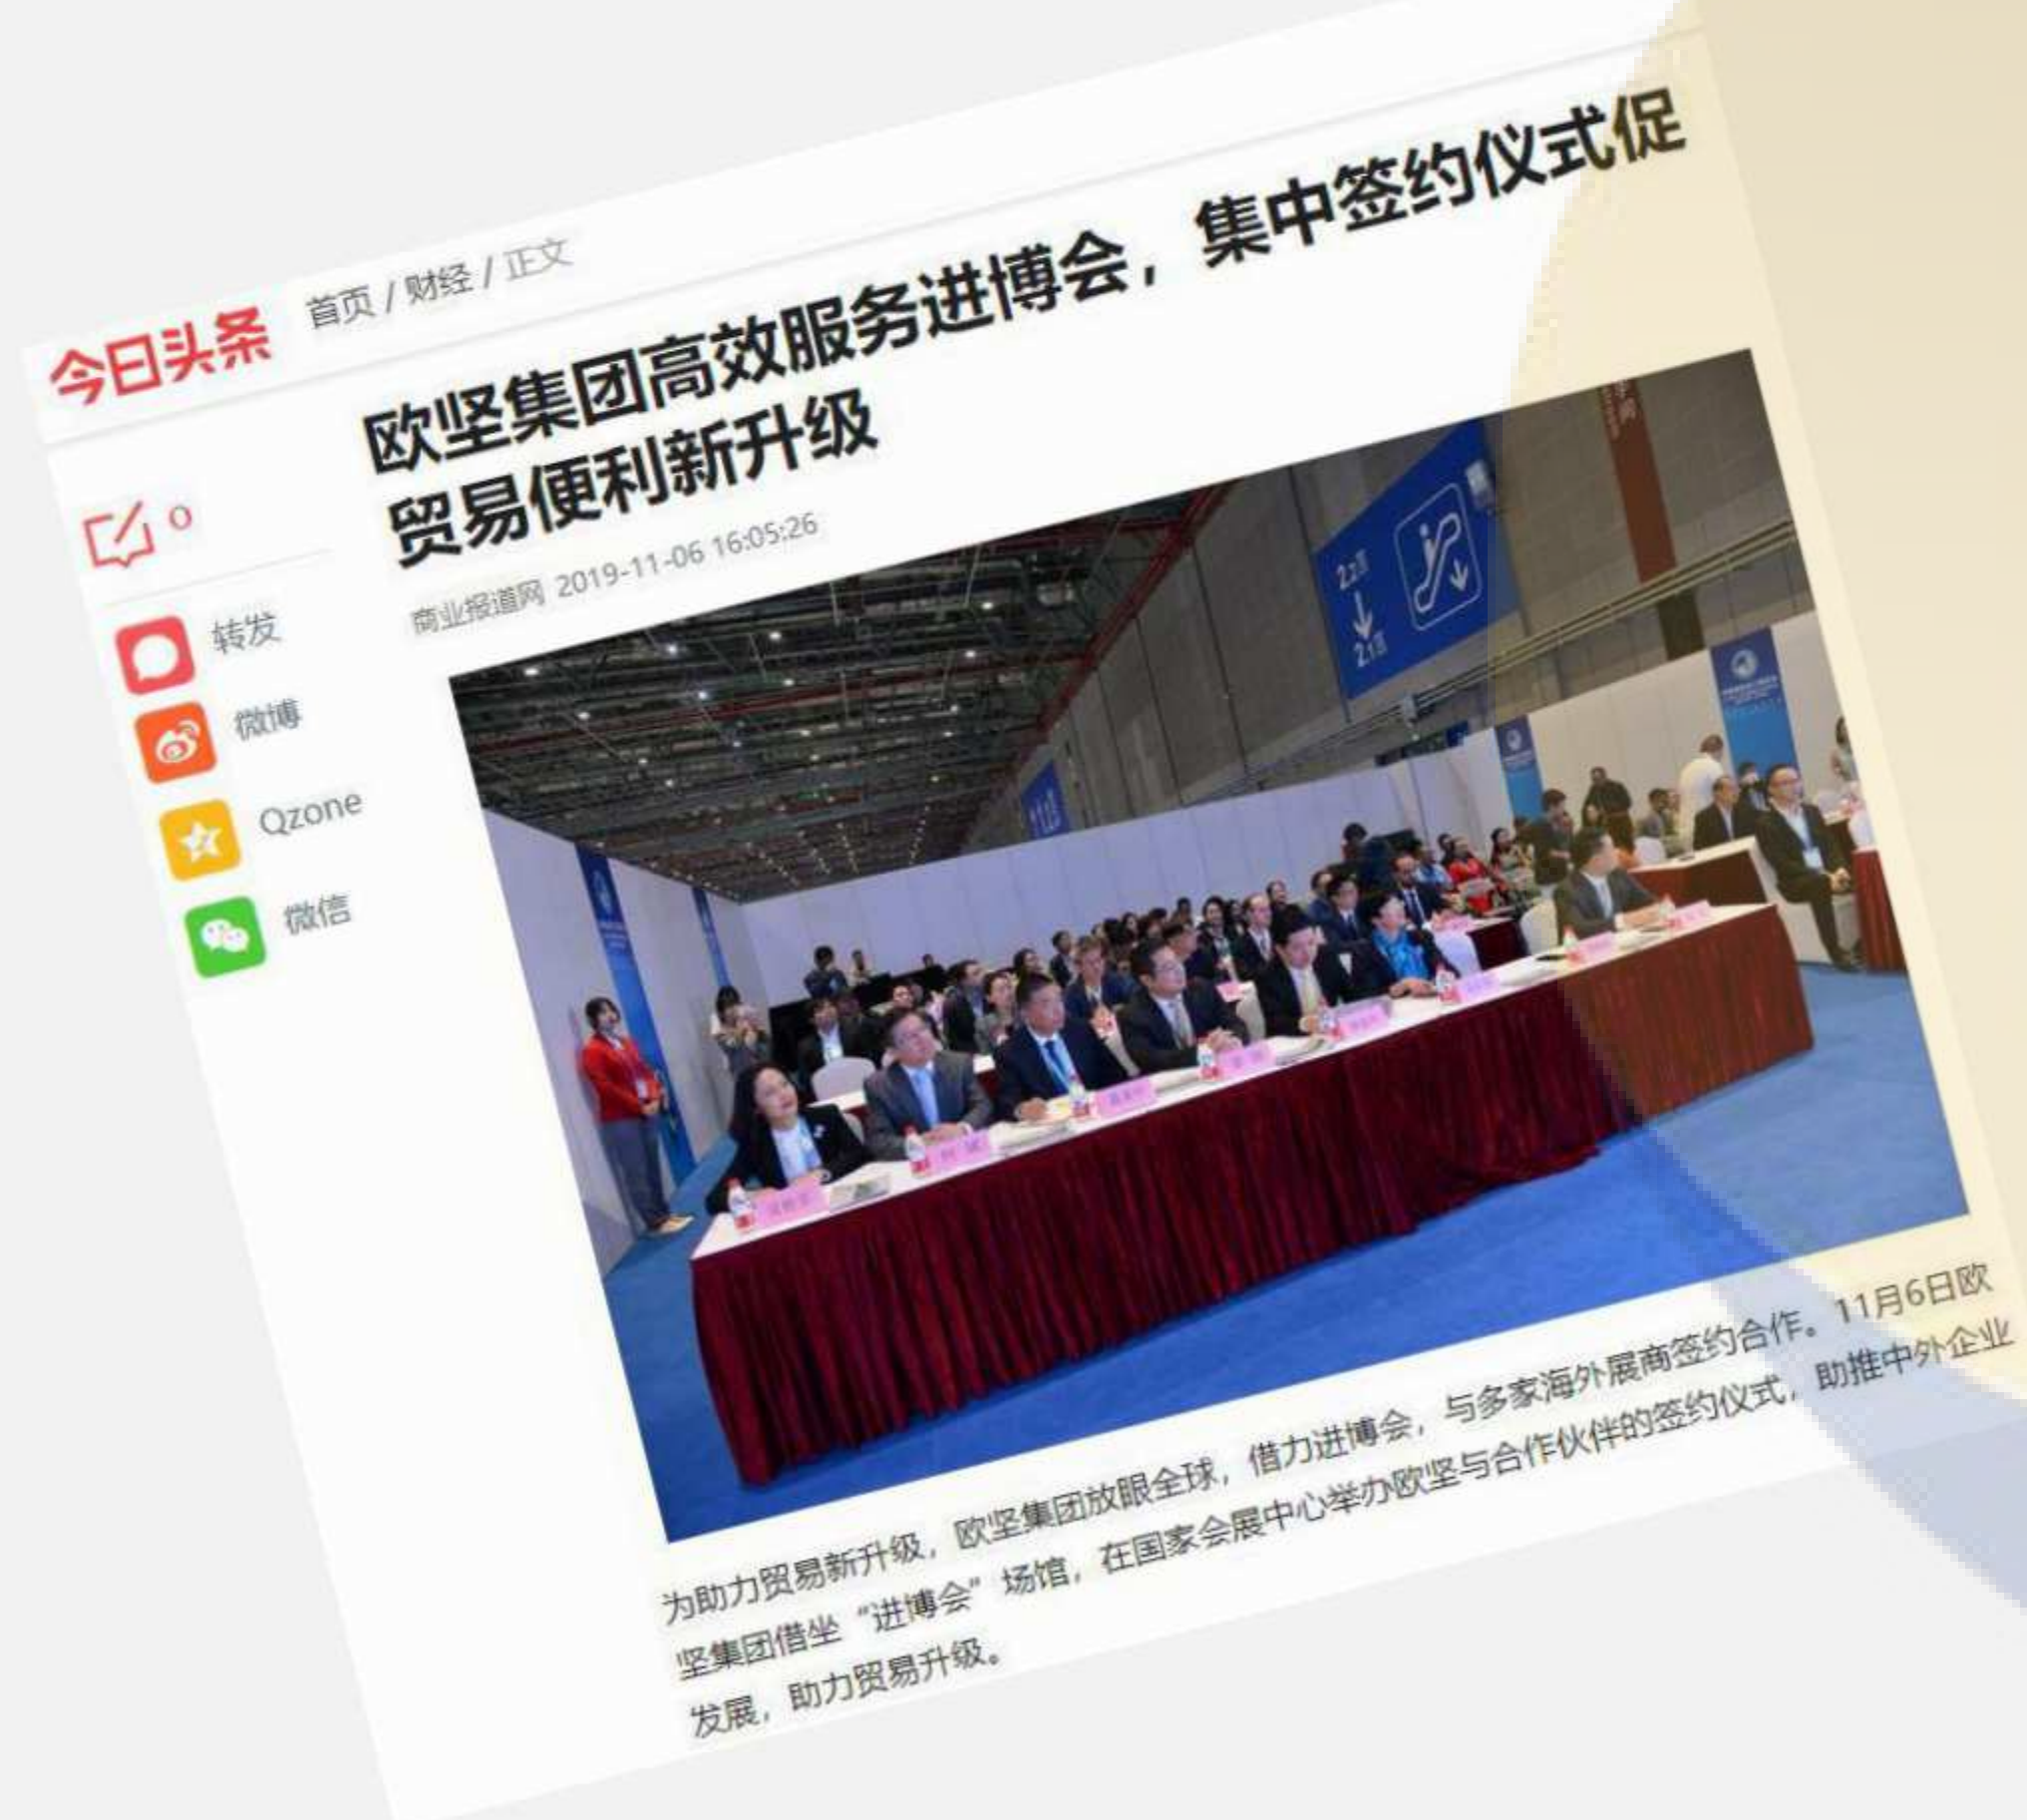 今日头条
首页 / 财经 / 正文
欧坚集团高效服务进博会，集中签约仪式促
贸易便利新升级
商业报道网 2019-11-06 16:05:26
0
转发
微博
Qzone
微信
2.2
2.1
为助力贸易新升级，欧坚集团放眼全球，借力进博会，与多家海外展商签约合作。11月6日欧
坚集团借坐“进博会”场馆，在国家会展中心举办欧坚与合作伙伴的签约仪式，助推中外企业
发展，助力贸易升级。